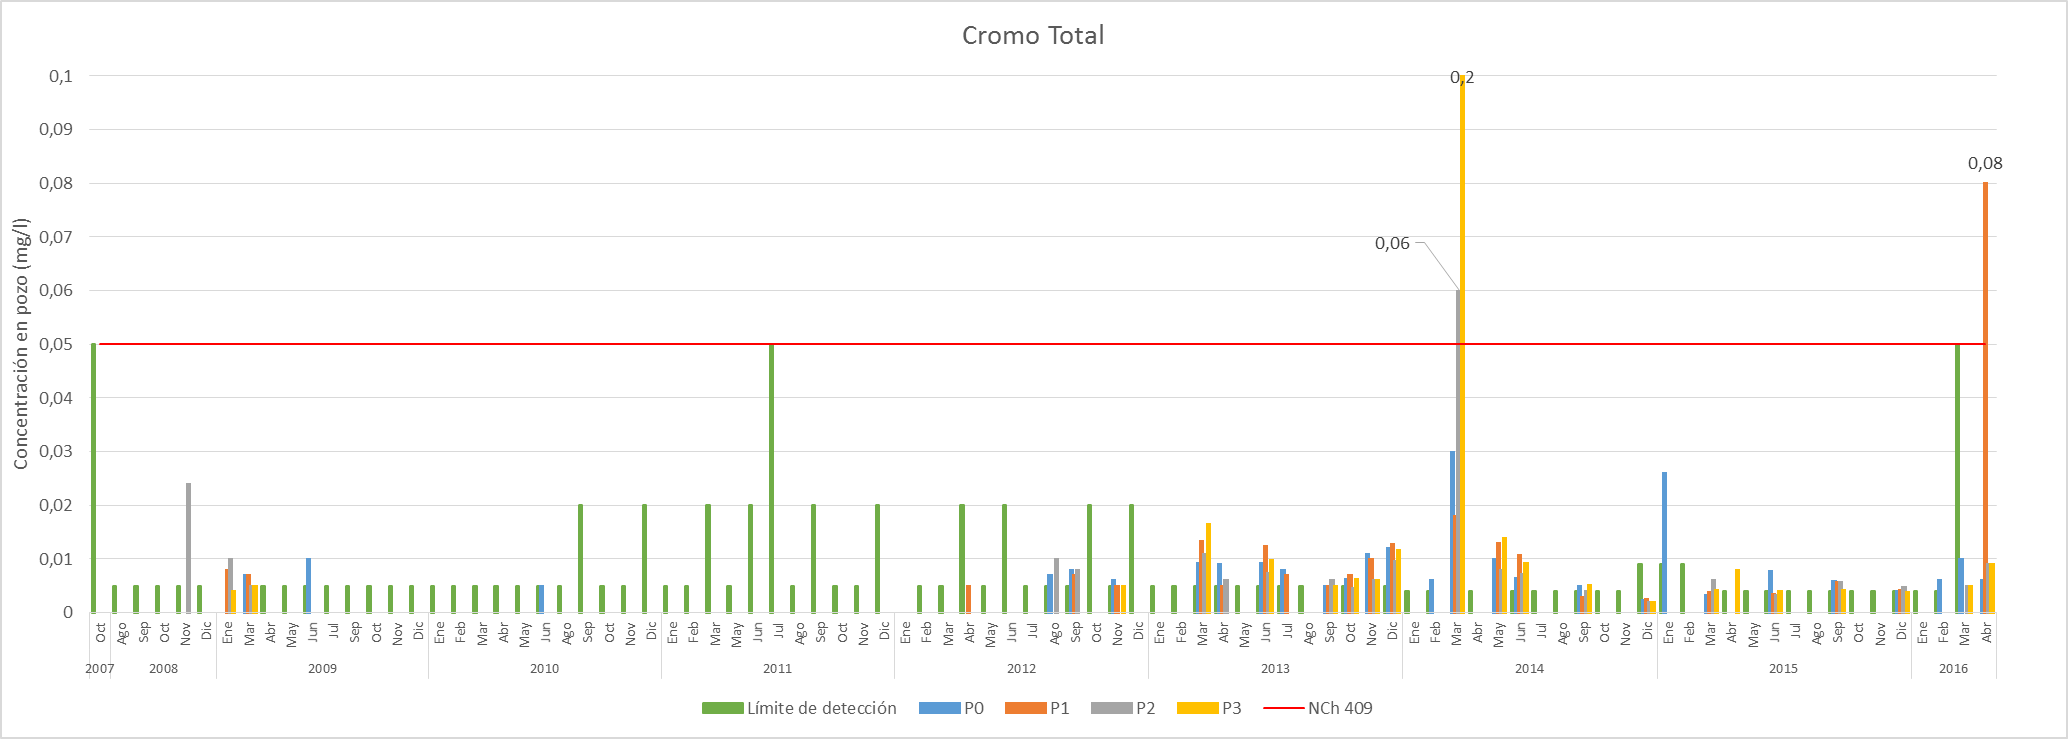 Cromo Total
Concentración en pozo (mg/l)
0,1
0,09
0,08
0,07
0,06
0,05
0,04
0,03
0,02
0,01
0
0,2
0,08
0,06
Oct Ago Sep Oct Nov Dic Ene Mar Abr May Jun Jul Sep Oct Nov Dic Ene Feb Mar Abr May Jun Ago Sep Oct Nov Dic Ene Feb Mar May Jun Jul Ago Sep Oct Nov Dic Ene Feb Mar Abr May Jun Jul Ago Sep Oct Nov Dic Ene Feb Mar Abr May Jun Jul Ago Sep Oct Nov Dic Ene Feb Mar Abr May Jun Jul Ago Sep Oct Nov Dic Ene Feb Mar Abr May Jun Jul Ago Sep Oct Nov Dic Ene Feb Mar Abr
2007 2008 2009 2010 2011 2012 2013 2014 2015 2016
Límite de detección P0 P1 P2 P3 NCh 409